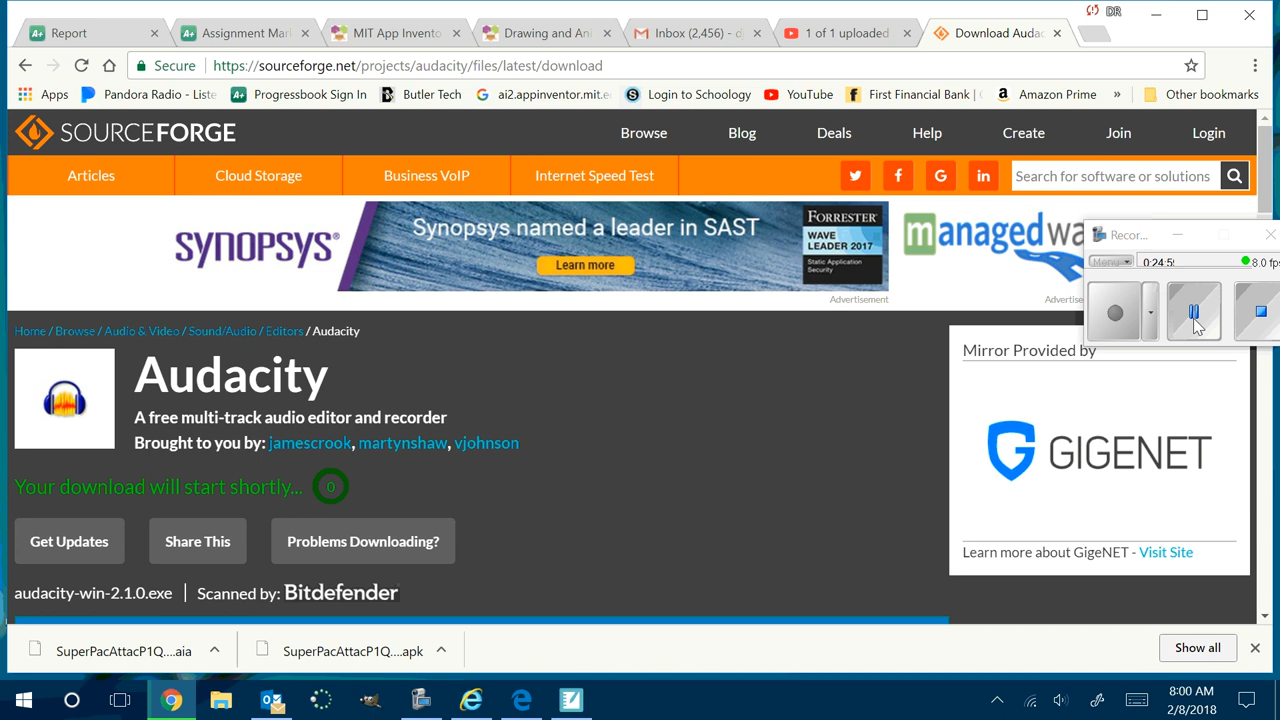 DR
Report
Assignment Mar
MIT App Invento
Drawing and Ani
Inbox (2,456) - d
1 of 1 uploaded
Download Audac
Secure https://sourceforge.net/projects/audacity/files/latest/download
Apps Pandora Radio - Liste Progressbook Sign In Butler Tech ai2.appinventor.mit.e Login to Schoology YouTube First Financial Bank | Amazon Prime » Other bookmarks
SOURCEFORGE
Browse Blog Deals Help Create Join Login
Articles Cloud Storage Business VoIP Internet Speed Test
Search for software or solutions
SYNOPSYS®
Synopsys named a leader in SAST
Learn more
FORRESTER®
WAVE
LEADER 2017
Static Application
Security
managedwa
Advertisement
Advertiseme
Recor...
Menu 0:24:5 8.0 fps
Home / Browse / Audio & Video / Sound/Audio / Editors / Audacity
Audacity
A free multi-track audio editor and recorder
Brought to you by: jamescrook, martynshaw, vjohnson
Your download will start shortly... 0
Get Updates Share This Problems Downloading?
audacity-win-2.1.0.exe | Scanned by: Bitdefender
Mirror Provided by
GIGENET
Learn more about GigeNET - Visit Site
SuperPacAttacP1Q....aia
SuperPacAttacP1Q....apk
Show all
8:00 AM
2/8/2018